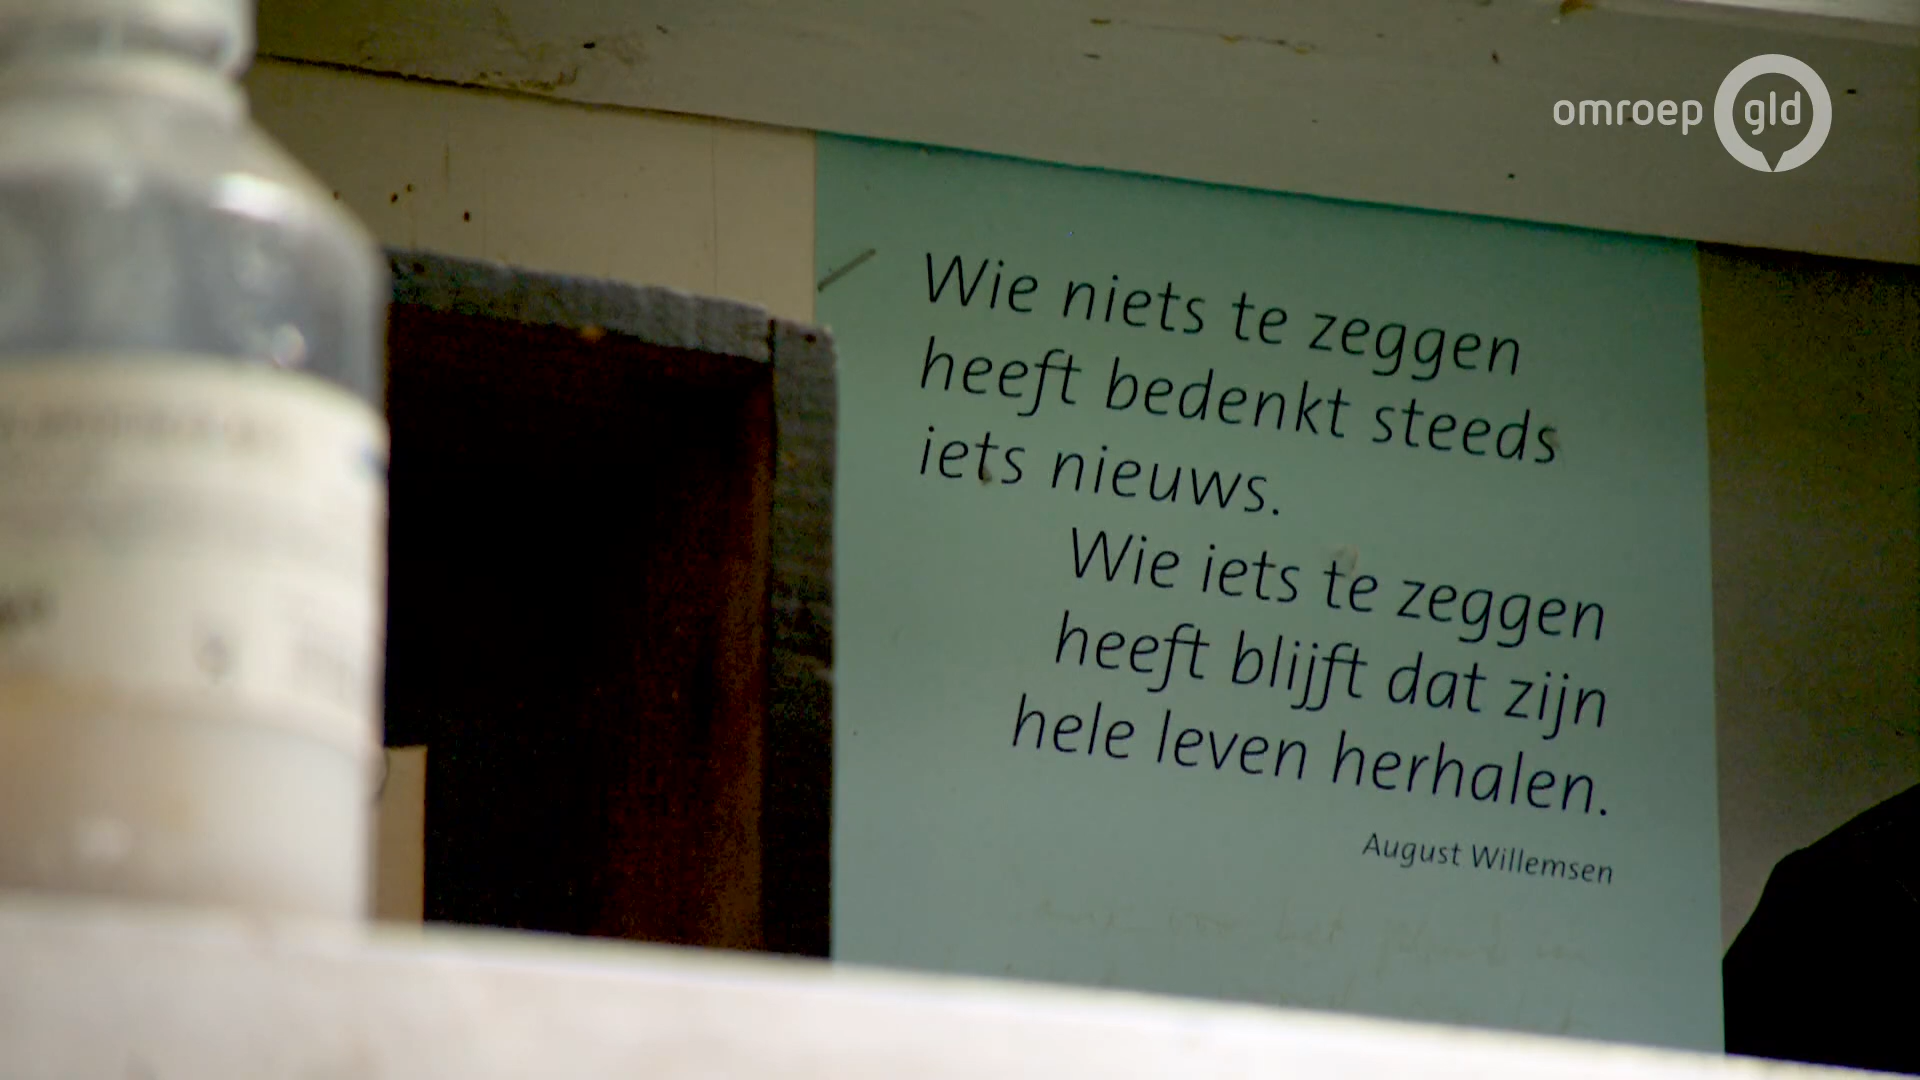 omroep gld
Wie niets te zeggen
heeft bedenkt steeds
iets nieuws.
Wie iets te zeggen
heeft blijft dat zijn
hele leven herhalen.
August Willemsen